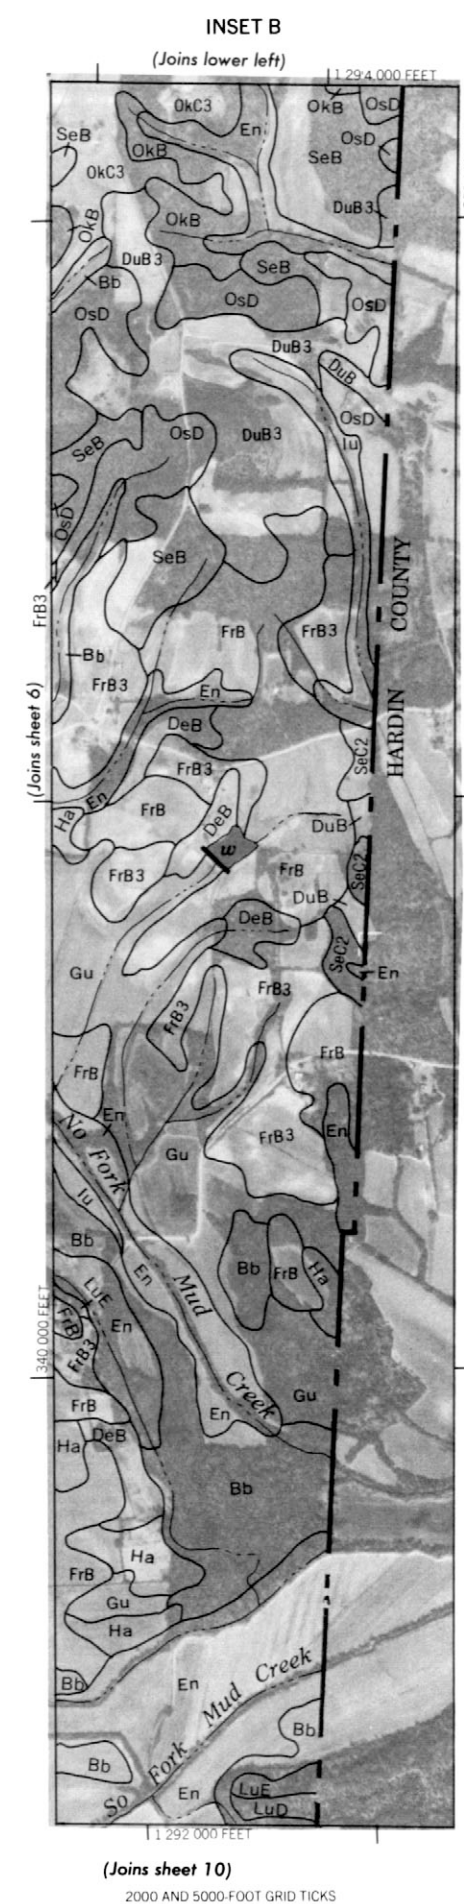 INSET B
(Joins lower left)
1 294 000 FEET
OkC3
OkB
OsD
En
SeB
OkB
OsD
SeB
OkC3
DuB3
OkB
OkB
DuB3
SeB
Bb
OsD
OsD
OsD
DuB3
DuB
OsD
OsD
DuB3
SeB
Iu
OsD
SeB
COUNTY
FrB3
FrB
FrB3
Bb
FrB3
En
HARDIN
(Joins sheet 6)
DeB
SeC2
FrB3
En
FrB
DeB
Ha
DuB
w
FrB3
FrB
SeC2
DuB
DeB
SeC2
Gu
En
FrB3
FrB3
FrB
FrB
En
FrB3
En
No Fork
Gu
Iu
Bb
En
Bb
FrB
Ha
Mud
LuE
En
FrB
340 000 FEET
FrB3
Creek
Gu
FrB
En
DeB
Ha
Bb
Ha
FrB
Gu
Ha
Bb
En
So Fork Mud Creek
Bb
Bb
En
LuE
LuD
1 292 000 FEET
(Joins sheet 10)
2000 AND 5000-FOOT GRID TICKS